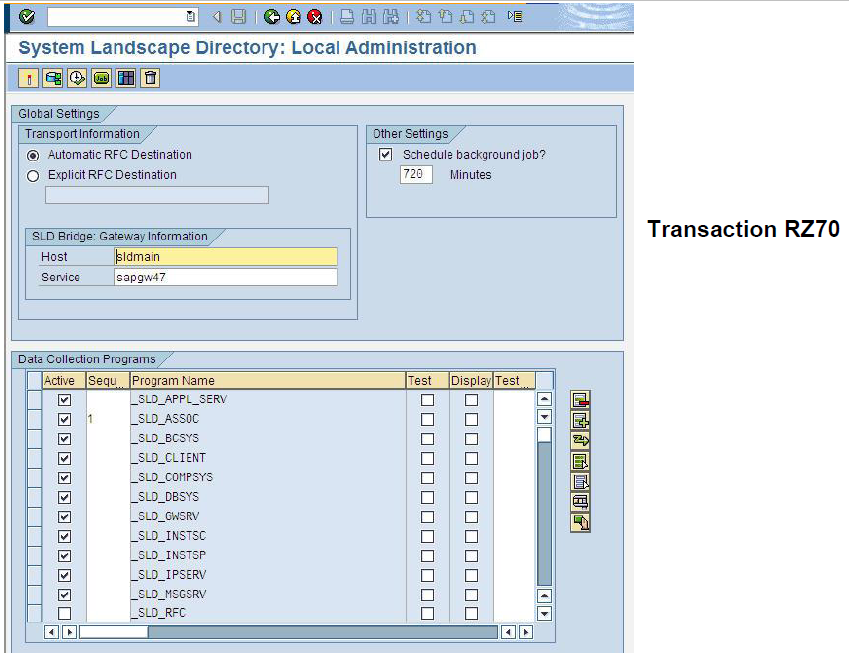 System Landscape Directory: Local Administration
Job
Global Settings
Transport Information
Automatic RFC Destination
Explicit RFC Destination
SLD Bridge: Gateway Information
Host sldmain
Service sapgw47
Other Settings
Schedule background job?
720 Minutes
Transaction RZ70
Data Collection Programs
Active Sequ... Program Name Test Display Test ...
_SLD_APPL_SERV
1 _SLD_ASSOC
_SLD_BCSYS
_SLD_CLIENT
_SLD_COMPSYS
_SLD_DBSYS
_SLD_GWSRV
_SLD_INSTSC
_SLD_INSTSP
_SLD_IPSERV
_SLD_MSGSRV
_SLD_RFC